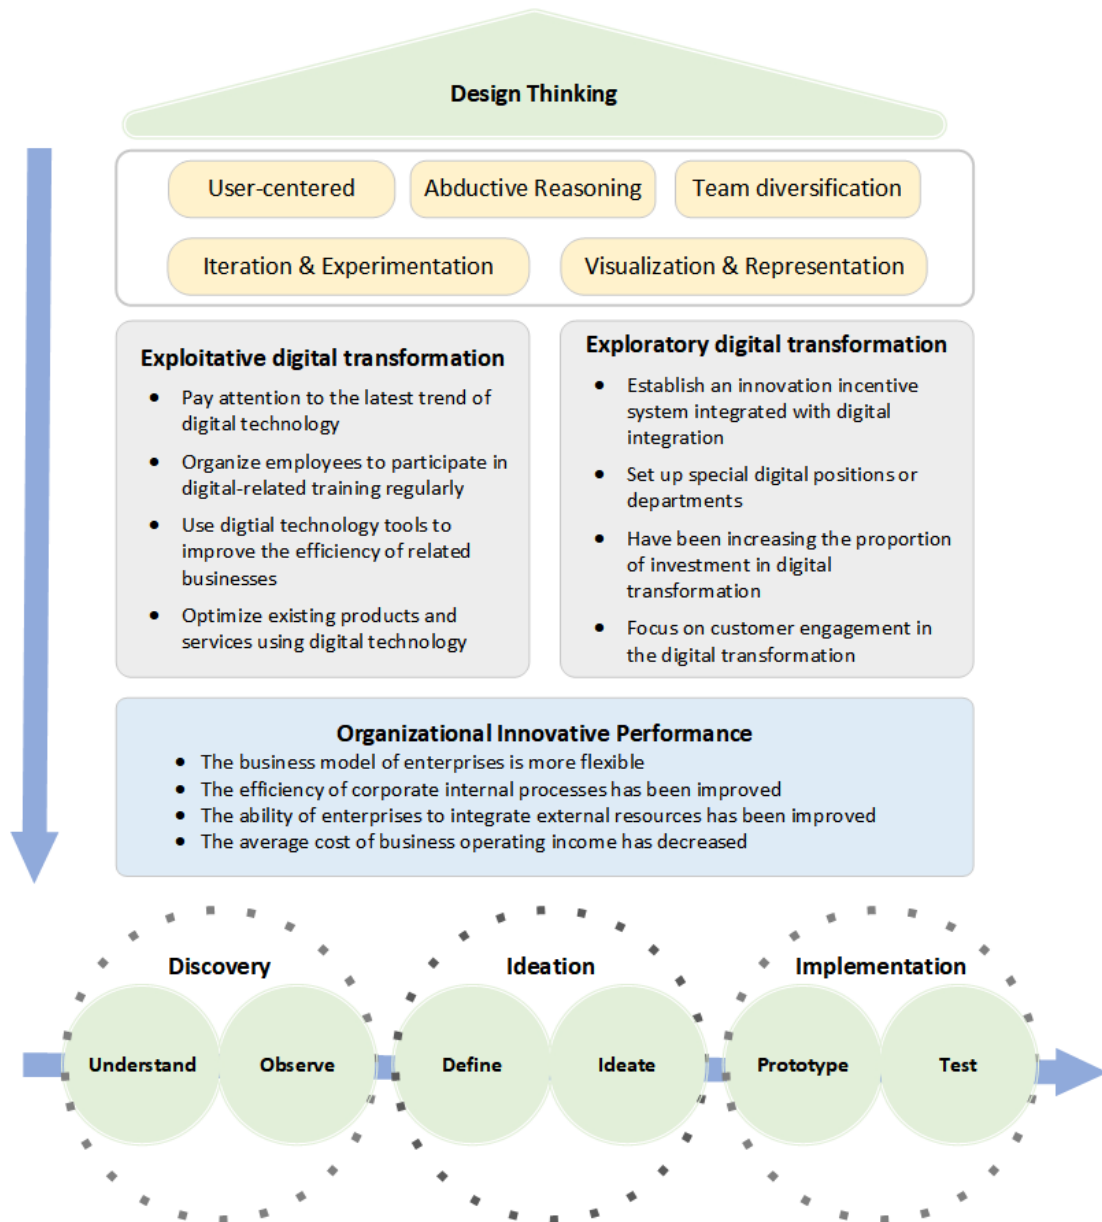 Design Thinking
User-centered
Abductive Reasoning
Team diversification
Iteration & Experimentation
Visualization & Representation
Exploitative digital transformation
• Pay attention to the latest trend of
digital technology
• Organize employees to participate in
digital-related training regularly
• Use digtial technology tools to
improve the efficiency of related
businesses
• Optimize existing products and
services using digital technology
Exploratory digital transformation
• Establish an innovation incentive
system integrated with digital
integration
• Set up special digital positions or
departments
• Have been increasing the proportion
of investment in digital
transformation
• Focus on customer engagement in
the digital transformation
Organizational Innovative Performance
• The business model of enterprises is more flexible
• The efficiency of corporate internal processes has been improved
• The ability of enterprises to integrate external resources has been improved
• The average cost of business operating income has decreased
Discovery
Understand
Observe
Ideation
Define
Ideate
Implementation
Prototype
Test